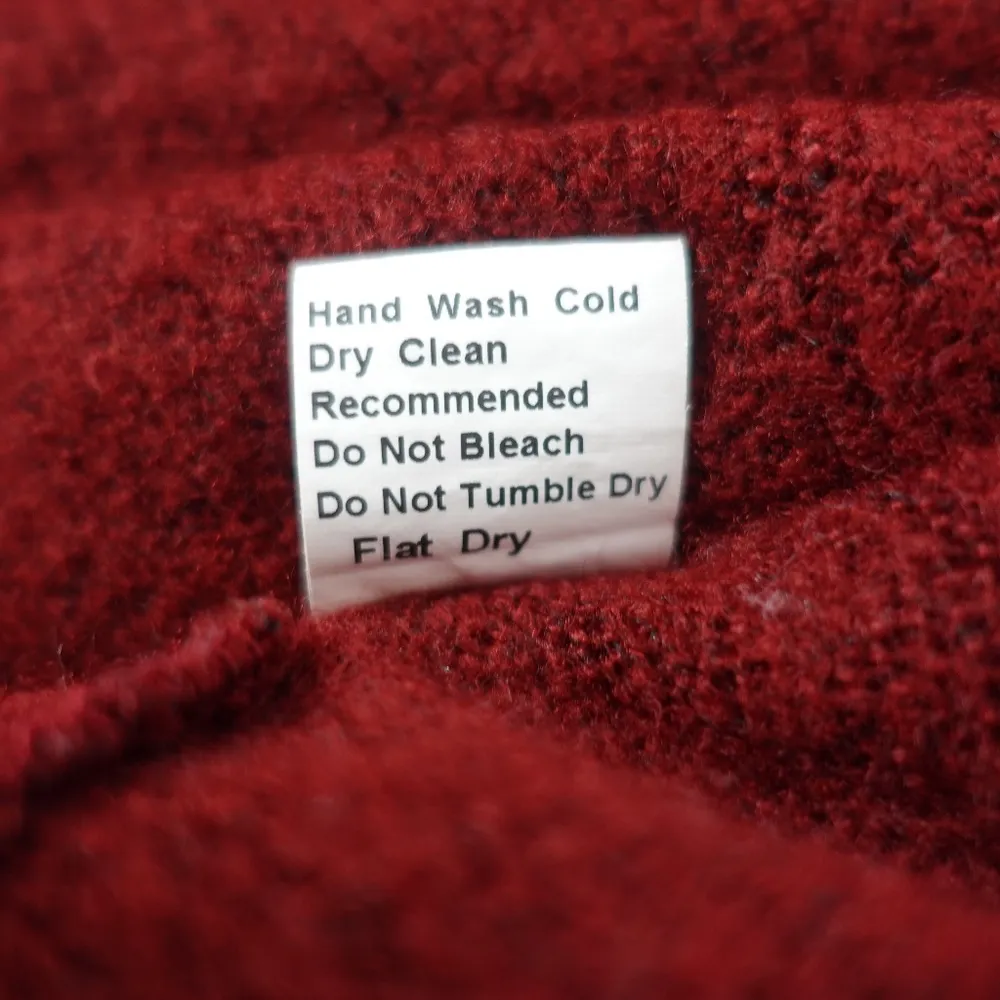 Hand Wash Cold
Dry Clean
Recommended
Do Not Bleach
Do Not Tumble Dry
Flat Dry